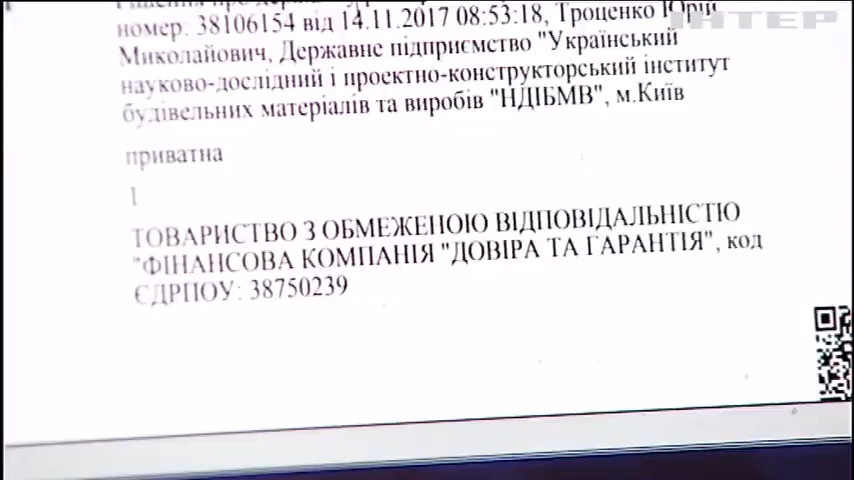 ІНТЕР
номер: 38106154 від 14.11.2017 08:53:18, Троценко Юрій
Миколайович, Державне підприємство "Український
науково-дослідний і проектно-конструкторський інститут
будівельних матеріалів та виробів "НДІБМВ", м.Київ
приватна
1
ТОВАРИСТВО З ОБМЕЖЕНОЮ ВІДПОВІДАЛЬНІСТЮ
"ФІНАНСОВА КОМПАНІЯ "ДОВІРА ТА ГАРАНТІЯ", код
ЄДРПОУ: 38750239